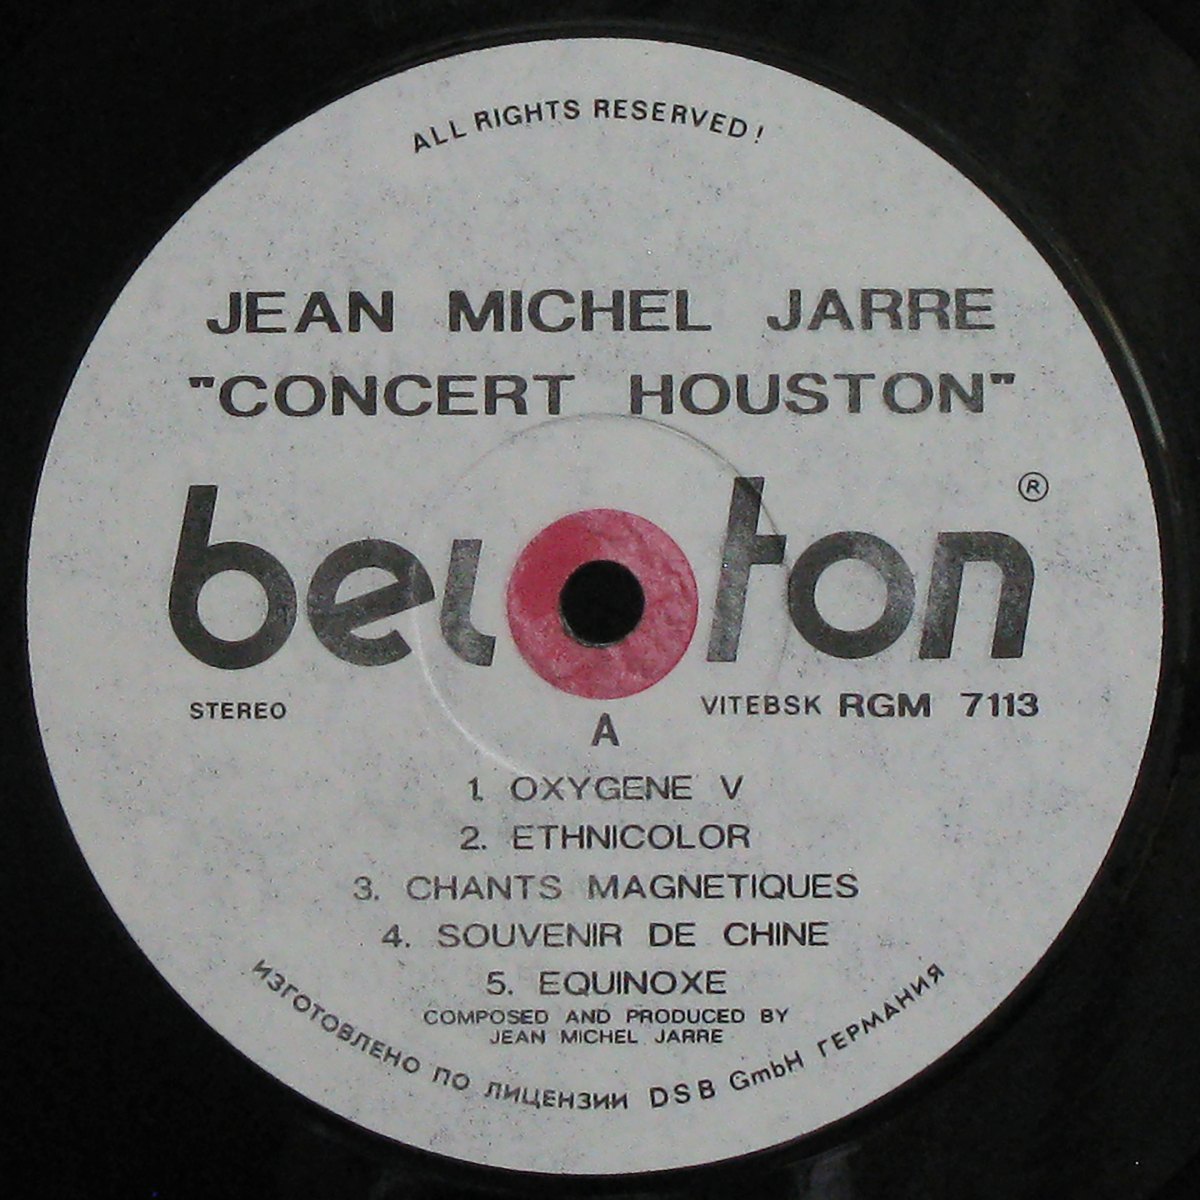 ALL RIGHTS RESERVED!
JEAN MICHEL JARRE
"CONCERT HOUSTON"
beloton ®
STEREO
VITEBSK RGM 7113
A
1. OXYGENE V
2. ETHNICOLOR
3. CHANTS MAGNETIQUES
4. SOUVENIR DE CHINE
5. EQUINOXE
COMPOSED AND PRODUCED BY
JEAN MICHEL JARRE
ИЗГОТОВЛЕНО ПО ЛИЦЕНЗИИ DSB GmbH ГЕРМАНИЯ